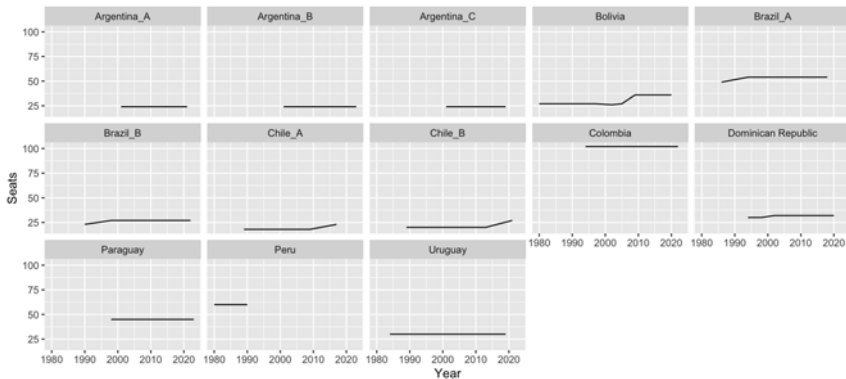 Argentina_A Argentina_B Argentina_C Bolivia Brazil_A
100
75
50
25
Brazil_B Chile_A Chile_B Colombia Dominican Republic
100
75
50
25
Seats
1980 1990 2000 2010 2020 1980 1990 2000 2010 2020
Paraguay Peru Uruguay
100
75
50
25
1980 1990 2000 2010 2020 1980 1990 2000 2010 2020 1980 1990 2000 2010 2020
Year